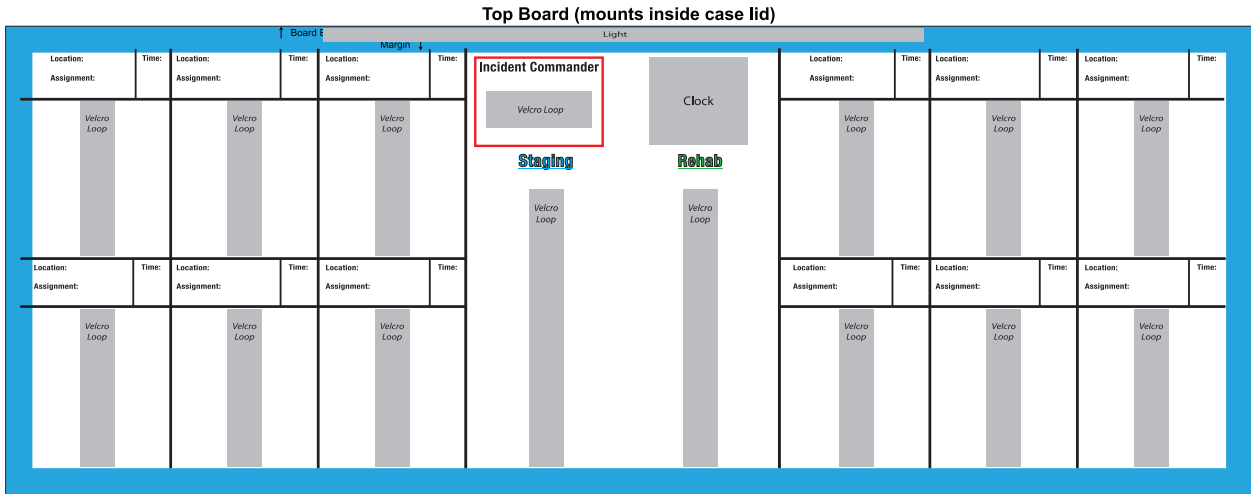 Top Board (mounts inside case lid)
↑ Board
Light
Margin ↓
Location: Time: Location: Time: Location: Time:
Assignment: Assignment: Assignment:
Incident Commander
Velcro Loop
Clock
Location: Time: Location: Time: Location: Time:
Assignment: Assignment: Assignment:
Velcro Velcro Velcro
Loop Loop Loop
Staging Rehab
Velcro Velcro
Loop Loop
Velcro Velcro Velcro
Loop Loop Loop
Location: Time: Location: Time: Location: Time:
Assignment: Assignment: Assignment:
Location: Time: Location: Time: Location: Time:
Assignment: Assignment: Assignment:
Velcro Velcro Velcro
Loop Loop Loop
Velcro Velcro Velcro
Loop Loop Loop